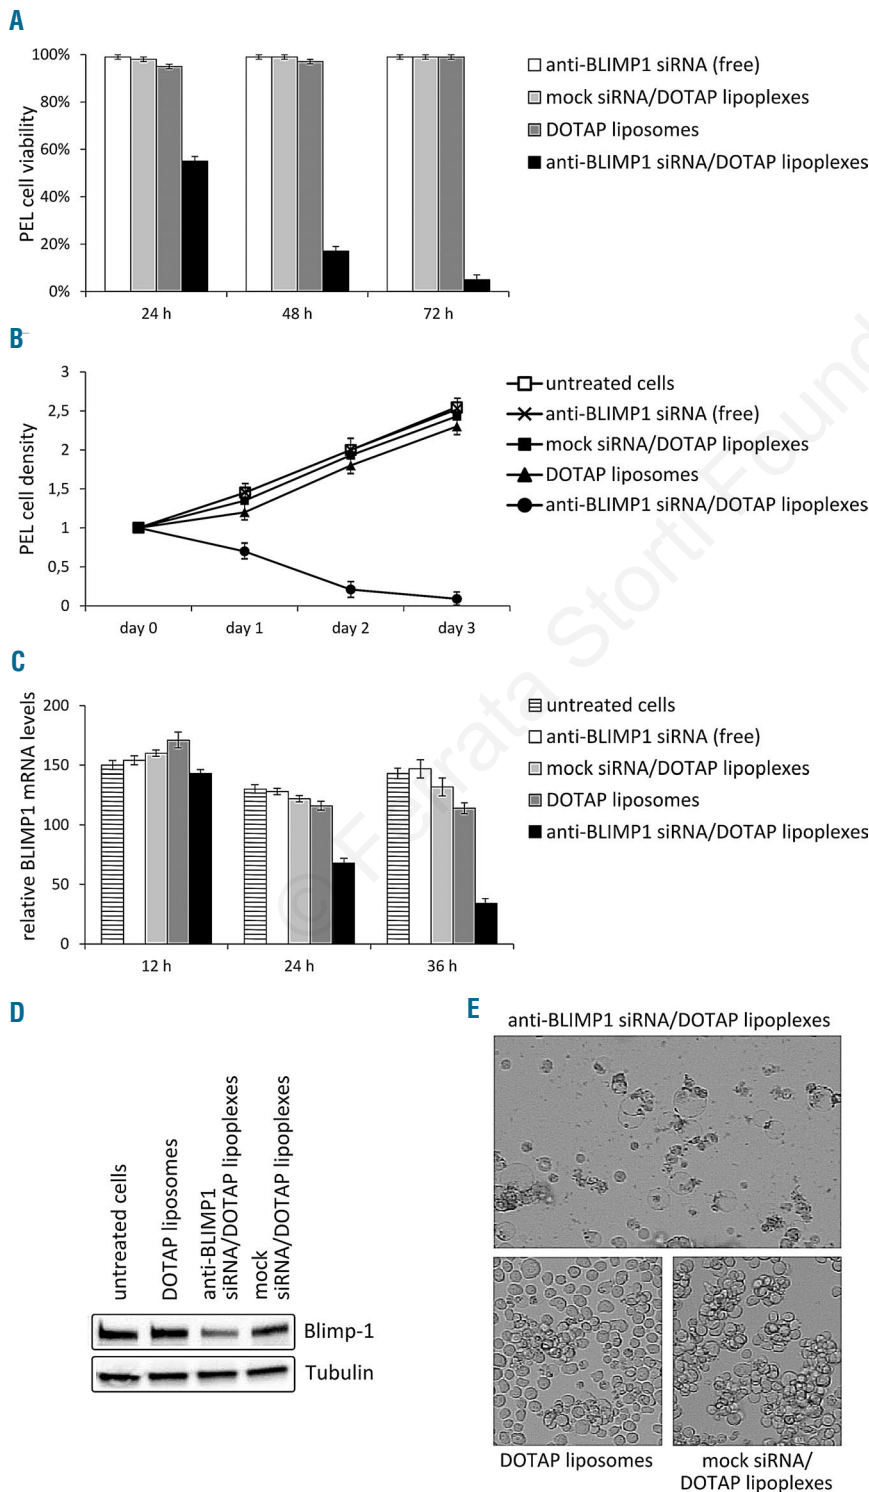 A
100%
80%
60%
40%
20%
0%
PEL cell viability
24 h
48 h
72 h
anti-BLIMP1 siRNA (free)
mock siRNA/DOTAP lipoplexes
DOTAP liposomes
anti-BLIMP1 siRNA/DOTAP lipoplexes
B
3
2,5
2
1,5
1
0,5
0
PEL cell density
day 0
day 1
day 2
day 3
untreated cells
anti-BLIMP1 siRNA (free)
mock siRNA/DOTAP lipoplexes
DOTAP liposomes
anti-BLIMP1 siRNA/DOTAP lipoplexes
C
200
150
100
50
0
relative BLIMP1 mRNA levels
12 h
24 h
36 h
untreated cells
anti-BLIMP1 siRNA (free)
mock siRNA/DOTAP lipoplexes
DOTAP liposomes
anti-BLIMP1 siRNA/DOTAP lipoplexes
© Ferrata Storti Found
D
untreated cells
DOTAP liposomes
anti-BLIMP1
siRNA/DOTAP lipoplexes
mock
siRNA/DOTAP lipoplexes
Blimp-1
Tubulin
E
anti-BLIMP1 siRNA/DOTAP lipoplexes
DOTAP liposomes
mock siRNA/
DOTAP lipoplexes